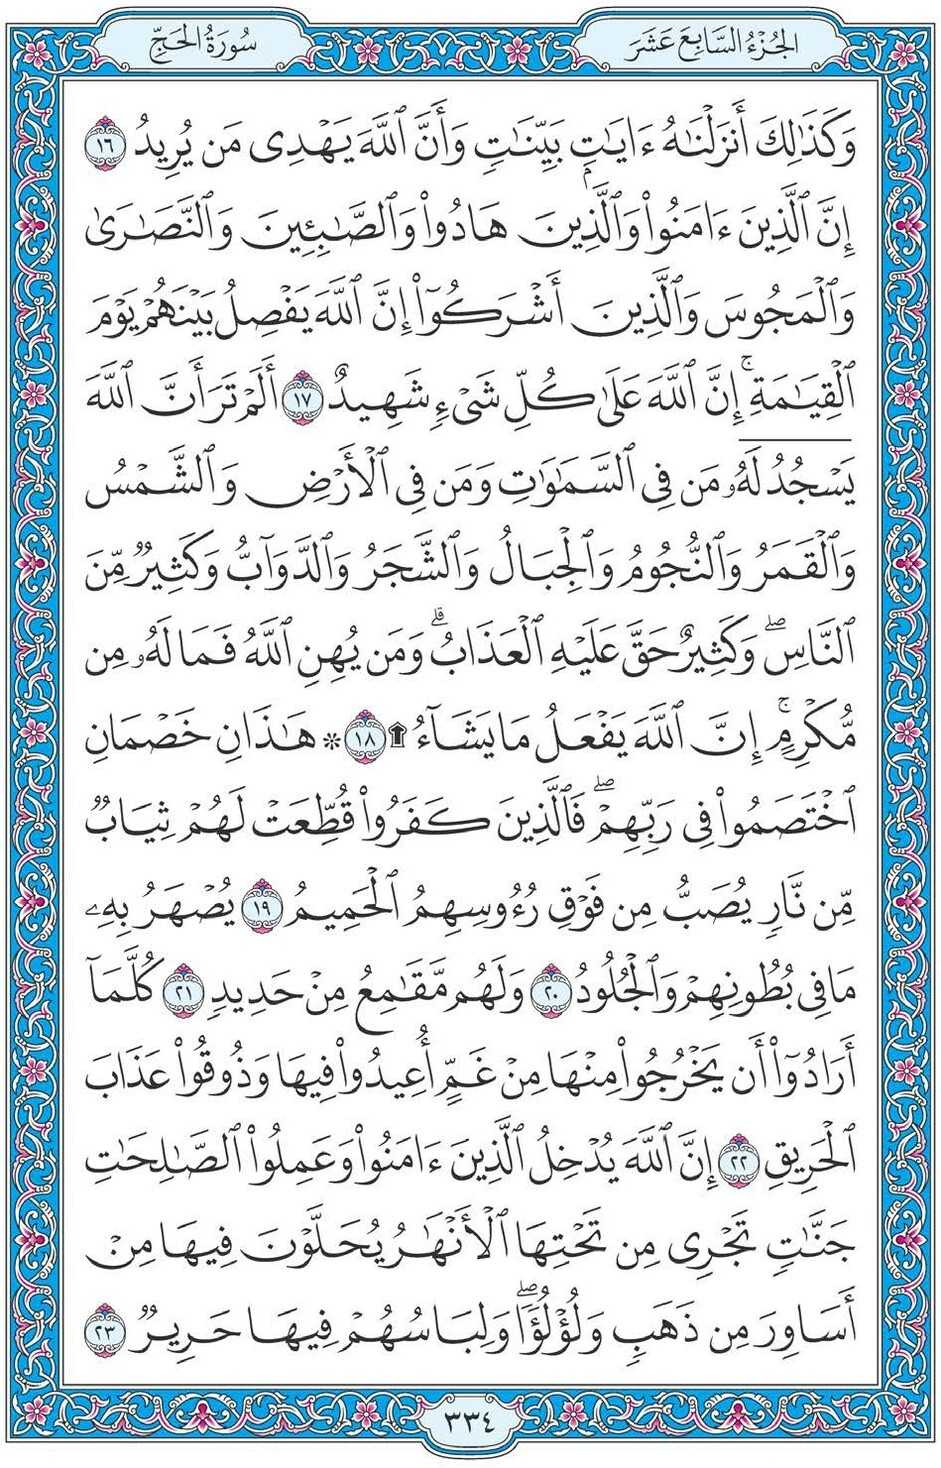 الجُزْءُ السَّابِعَ عَشَرَ
سُورَةُ الحَجِّ
وَكَذَٰلِكَ أَنزَلْنَٰهُ ءَايَٰتِۭ بَيِّنَٰتٖ وَأَنَّ ٱللَّهَ يَهْدِى مَن يُرِيدُ ١٦
إِنَّ ٱلَّذِينَ ءَامَنُوا۟ وَٱلَّذِينَ هَادُوا۟ وَٱلصَّٰبِـِٔينَ وَٱلنَّصَٰرَىٰ
وَٱلْمَجُوسَ وَٱلَّذِينَ أَشْرَكُوٓا۟ إِنَّ ٱللَّهَ يَفْصِلُ بَيْنَهُمْ يَوْمَ
ٱلْقِيَٰمَةِ ۚ إِنَّ ٱللَّهَ عَلَىٰ كُلِّ شَىْءٍ شَهِيدٌ ١٧ أَلَمْ تَرَ أَنَّ ٱللَّهَ
يَسْجُدُ لَهُۥ مَن فِى ٱلسَّمَٰوَٰتِ وَمَن فِى ٱلْأَرْضِ وَٱلشَّمْسُ
وَٱلْقَمَرُ وَٱلنُّجُومُ وَٱلْجِبَالُ وَٱلشَّجَرُ وَٱلدَّوَآبُّ وَكَثِيرٌ مِّنَ
ٱلنَّاسِ ۖ وَكَثِيرٌ حَقَّ عَلَيْهِ ٱلْعَذَابُ ۗ وَمَن يُهِنِ ٱللَّهُ فَمَا لَهُۥ مِن
مُّكْرِمٍ ۚ إِنَّ ٱللَّهَ يَفْعَلُ مَا يَشَآءُ ۩ ١٨ * هَٰذَانِ خَصْمَانِ
ٱخْتَصَمُوا۟ فِى رَبِّهِمْ ۖ فَٱلَّذِينَ كَفَرُوا۟ قُطِّعَتْ لَهُمْ ثِيَابٌ
مِّن نَّارٍ يُصَبُّ مِن فَوْقِ رُءُوسِهِمُ ٱلْحَمِيمُ ١٩ يُصْهَرُ بِهِۦ
مَا فِى بُطُونِهِمْ وَٱلْجُلُودُ ٢٠ وَلَهُم مَّقَٰمِعُ مِنْ حَدِيدٍ ٢١ كُلَّمَآ
أَرَادُوٓا۟ أَن يَخْرُجُوا۟ مِنْهَا مِنْ غَمٍّ أُعِيدُوا۟ فِيهَا وَذُوقُوا۟ عَذَابَ
ٱلْحَرِيقِ ٢٢ إِنَّ ٱللَّهَ يُدْخِلُ ٱلَّذِينَ ءَامَنُوا۟ وَعَمِلُوا۟ ٱلصَّٰلِحَٰتِ
جَنَّٰتٍ تَجْرِى مِن تَحْتِهَا ٱلْأَنْهَٰرُ يُحَلَّوْنَ فِيهَا مِنْ
أَسَاوِرَ مِن ذَهَبٍ وَلُؤْلُؤًا ۖ وَلِبَاسُهُمْ فِيهَا حَرِيرٌ ٢٣
٣٣٤